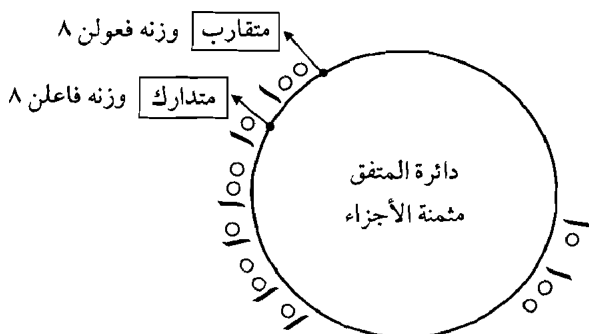 متقارب وزنه فعولن ٨
متدارك وزنه فاعلن ٨
دائرة المتفق
مثمنة الأجزاء